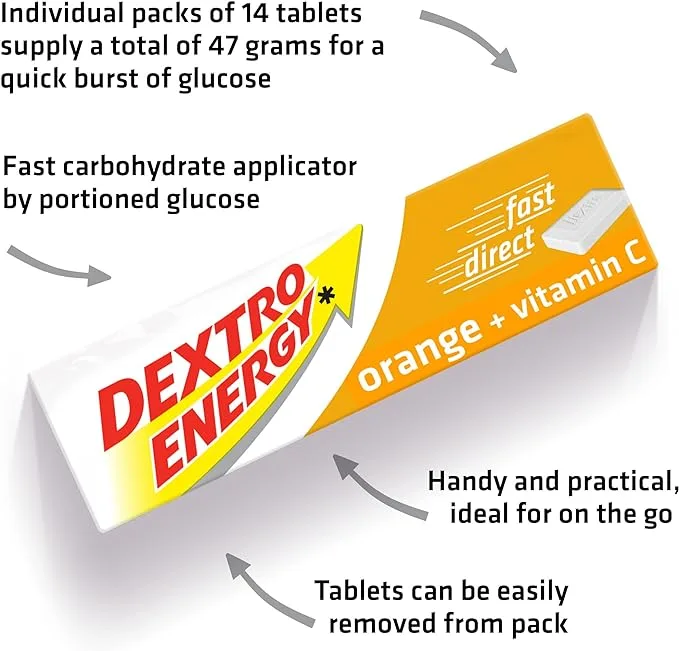 Individual packs of 14 tablets
supply a total of 47 grams for a
quick burst of glucose
Fast carbohydrate applicator
by portioned glucose
fast
direct
DEXTRO
ENERGY*
orange + vitamin C
Handy and practical,
ideal for on the go
Tablets can be easily
removed from pack